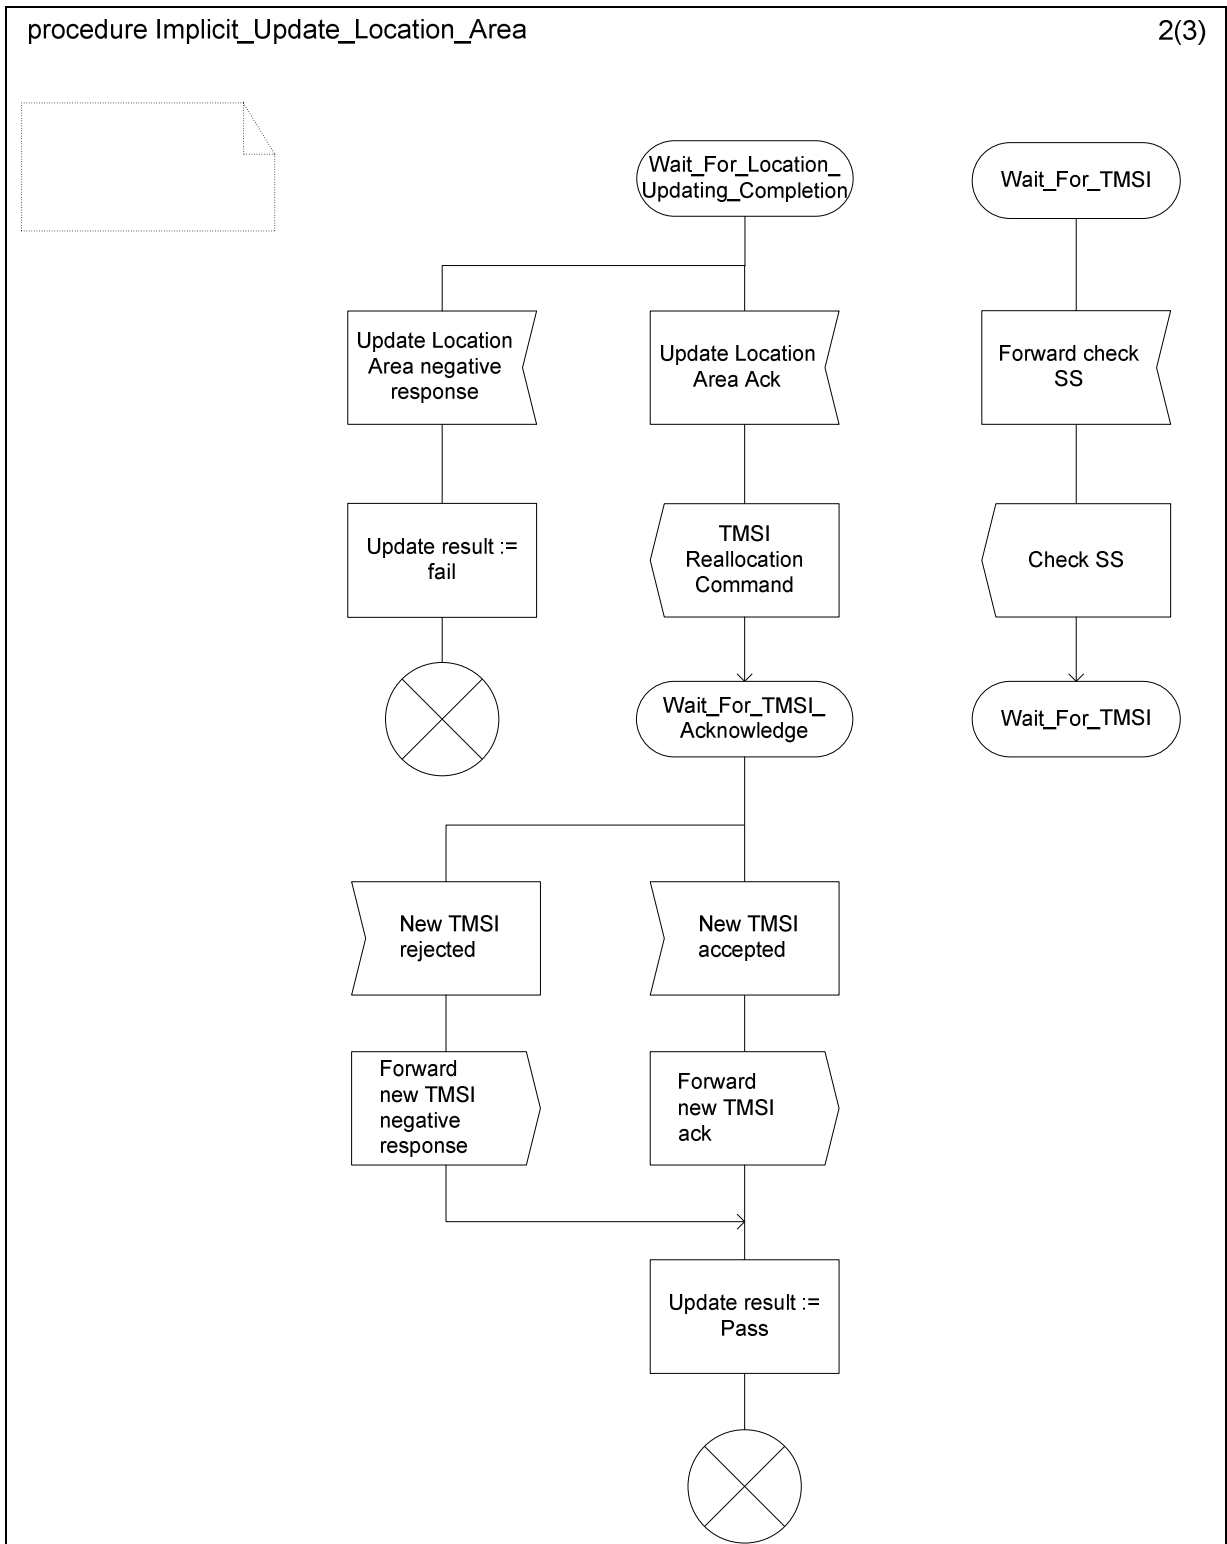 procedure Implicit_Update_Location_Area
2(3)
Wait_For_Location_
Updating_Completion
Wait_For_TMSI
Update Location
Area negative
response
Update Location
Area Ack
Forward check
SS
Update result :=
fail
TMSI
Reallocation
Command
Check SS
Wait_For_TMSI_
Acknowledge
Wait_For_TMSI
New TMSI
rejected
New TMSI
accepted
Forward
new TMSI
negative
response
Forward
new TMSI
ack
Update result :=
Pass